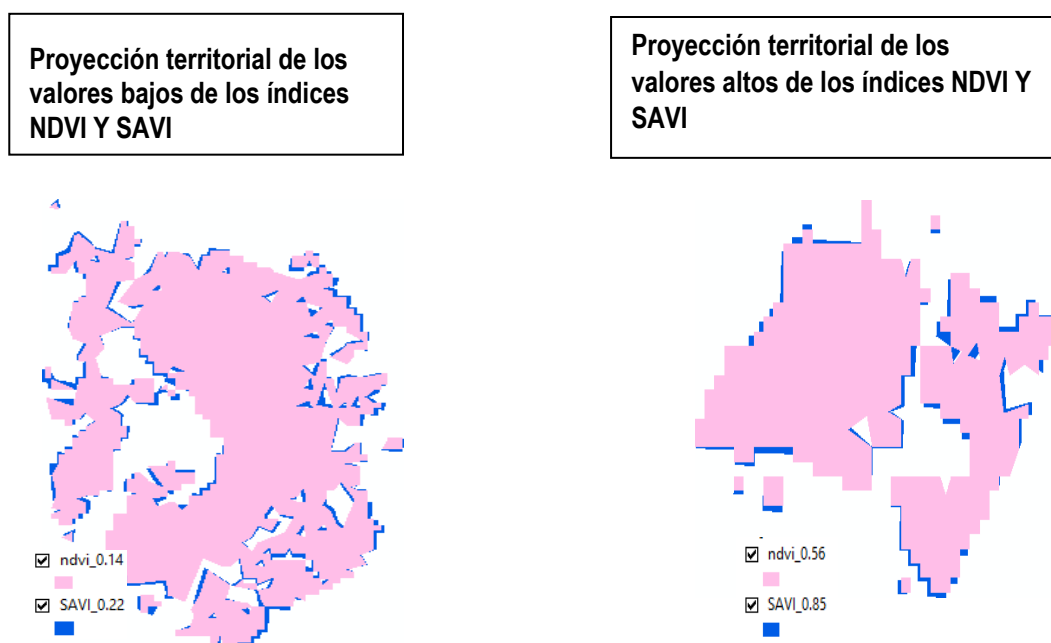 Proyección territorial de los
valores bajos de los índices
NDVI Y SAVI
Proyección territorial de los
valores altos de los índices NDVI Y
SAVI
ndvi_0.14
SAVI_0.22
ndvi_0.56
SAVI_0.85